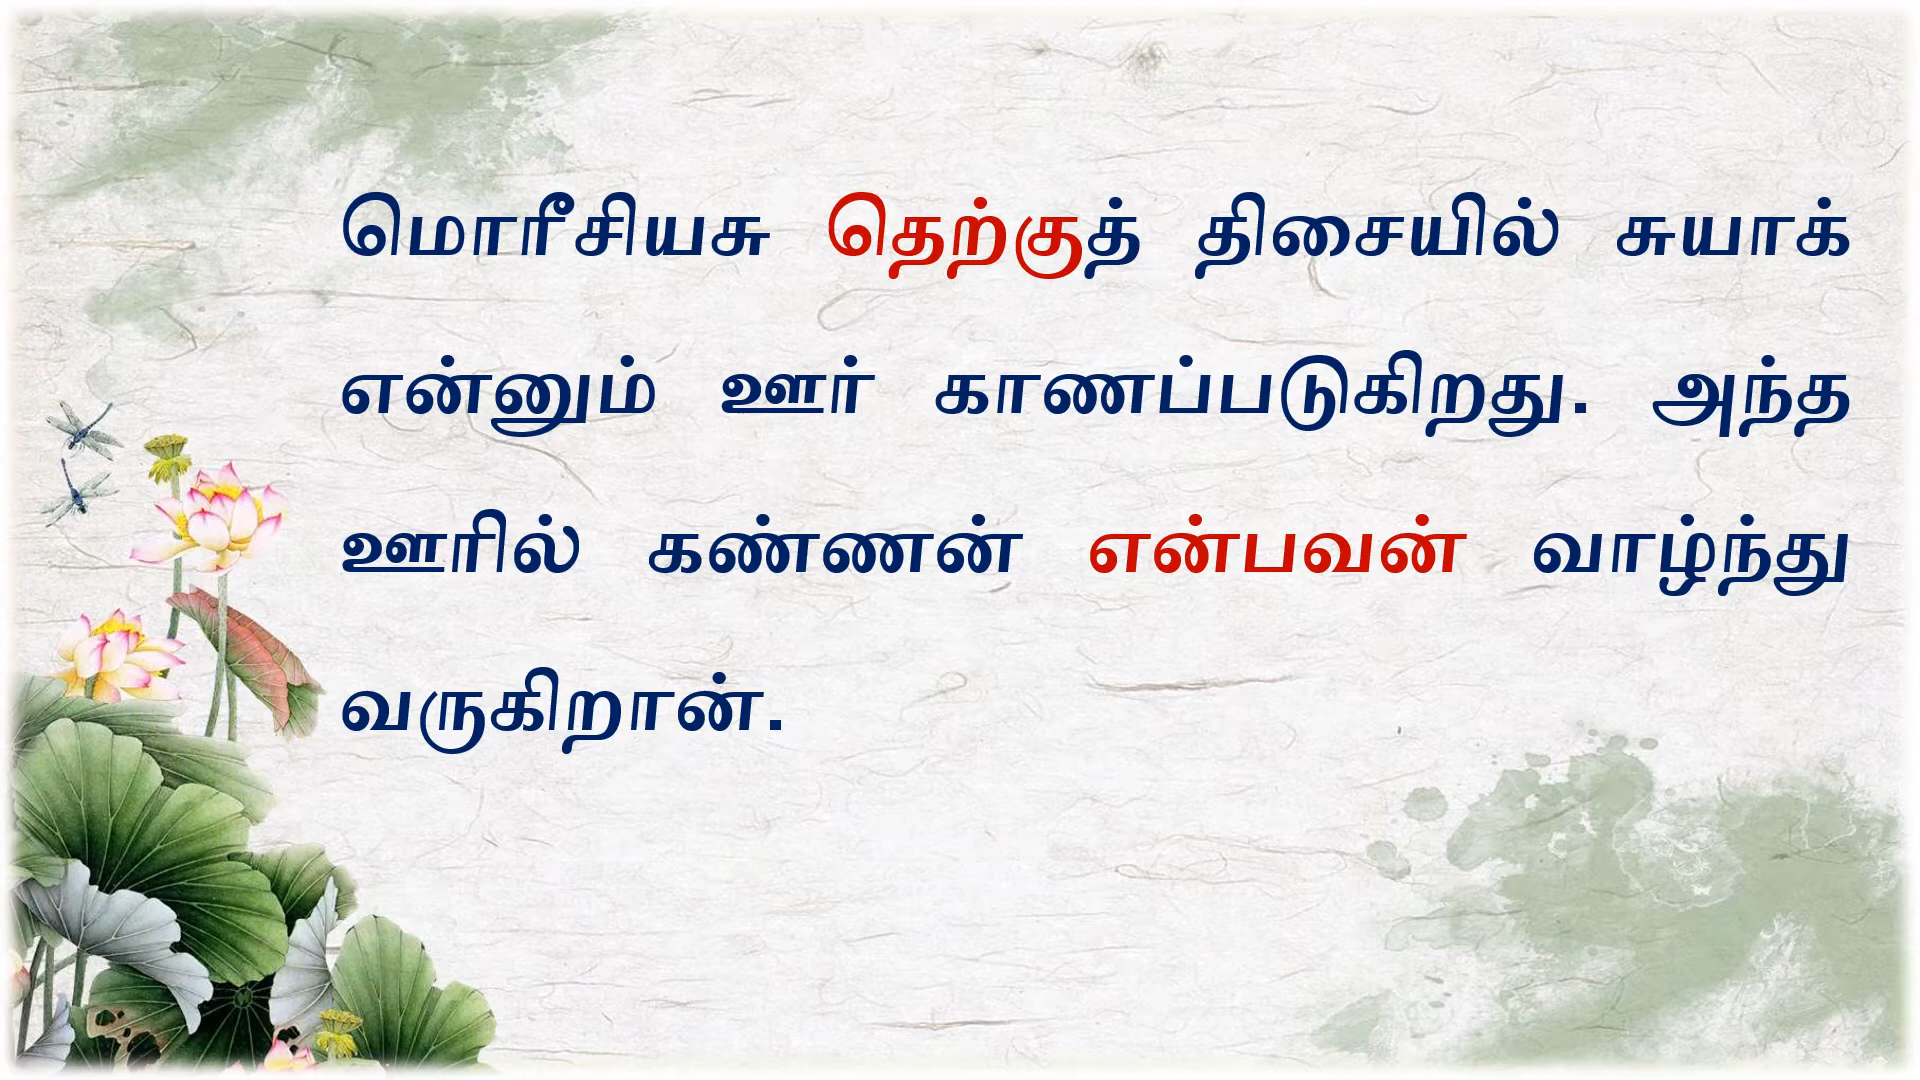 மொரீசியசு தெற்குத் திசையில் சுயாக்
என்னும் ஊர் காணப்படுகிறது. அந்த
ஊரில் கண்ணன் என்பவன் வாழ்ந்து
வருகிறான்.